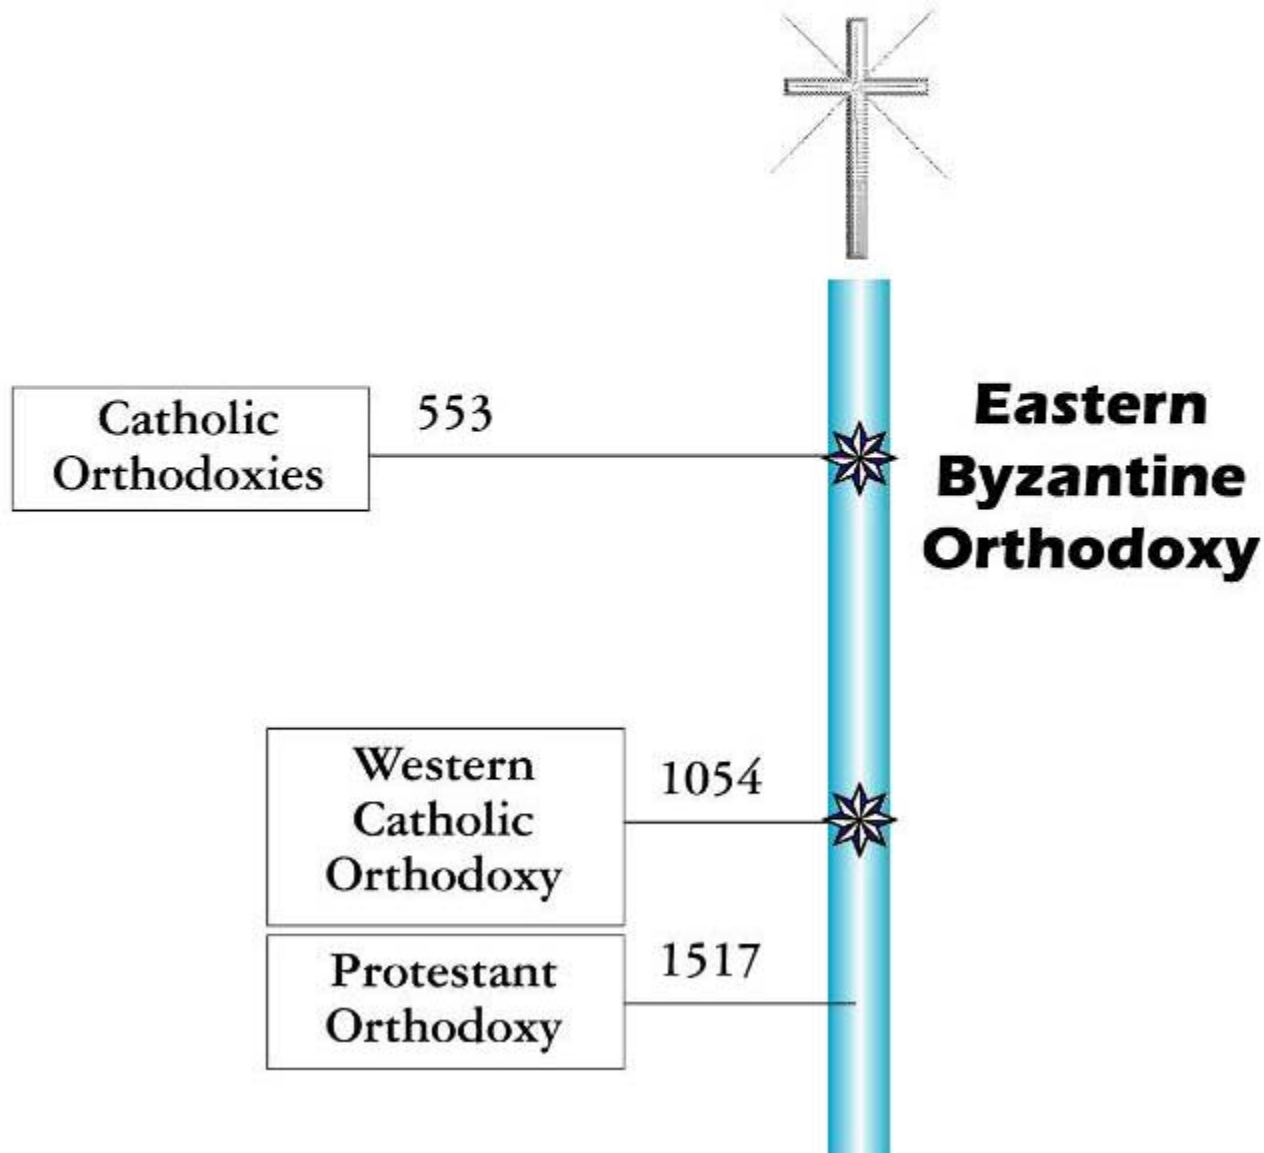 Catholic
Orthodoxies
553
Eastern
Byzantine
Orthodoxy
Western
Catholic
Orthodoxy
1054
Protestant
Orthodoxy
1517